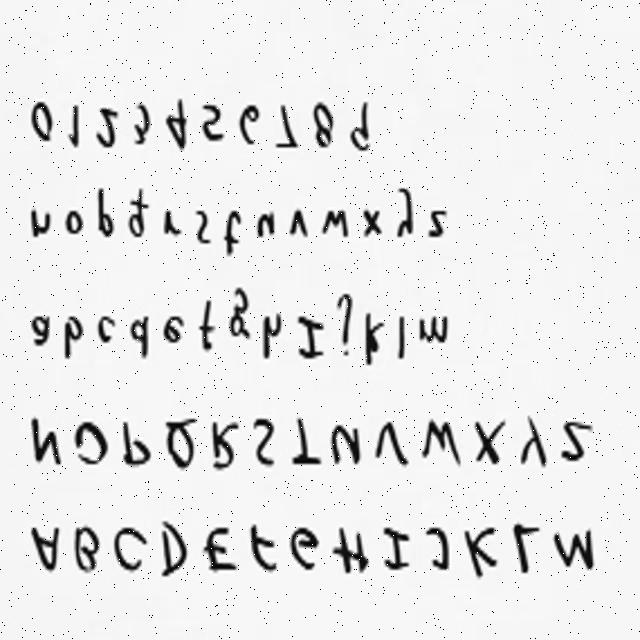 A B C D E F G H I J K L M
N O P Q R S T U V W X Y Z
a b c d e f g h i j k l m
n o p q r s t u v w x y z
0 1 2 3 4 5 6 7 8 9